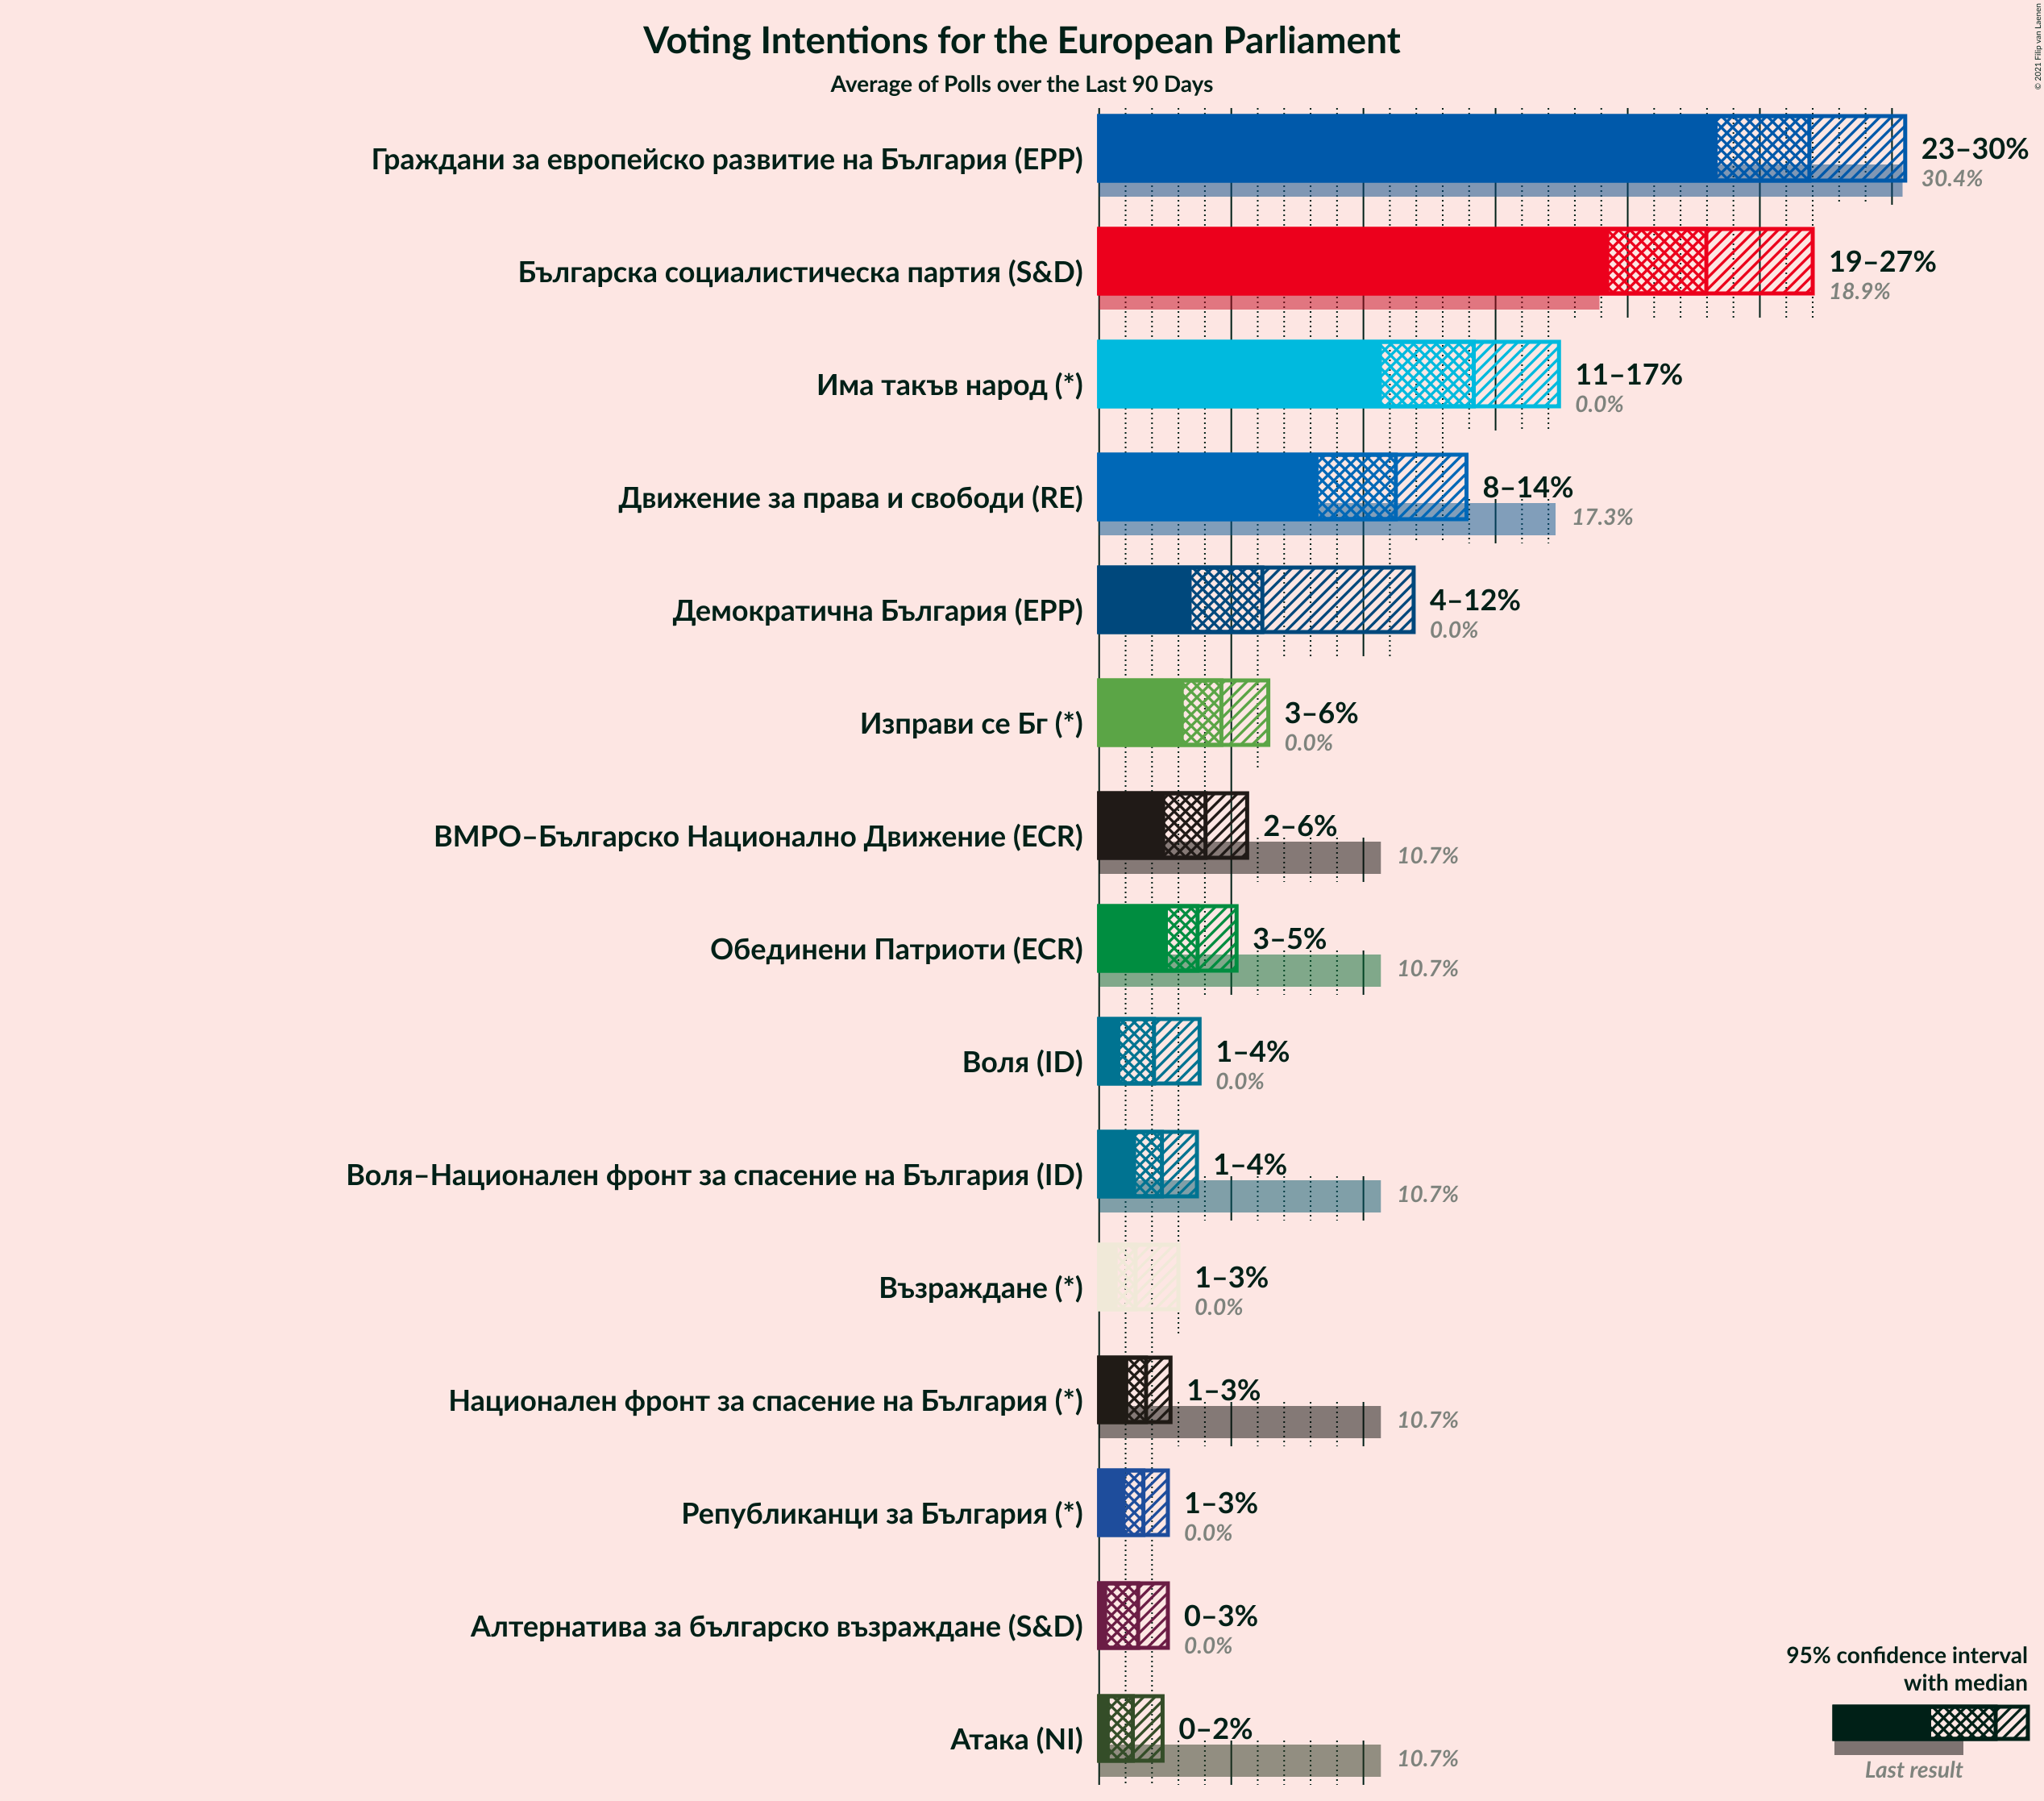 Voting Intentions for the European Parliament
Average of Polls over the Last 90 Days
© 2021 Filip van Laenen
Граждани за европейско развитие на България (EPP)
23–30%
30.4%
Българска социалистическа партия (S&D)
19–27%
18.9%
Има такъв народ (*)
11–17%
0.0%
Движение за права и свободи (RE)
8–14%
17.3%
Демократична България (EPP)
4–12%
0.0%
Изправи се Бг (*)
3–6%
0.0%
ВМРО–Българско Национално Движение (ECR)
2–6%
10.7%
Обединени Патриоти (ECR)
3–5%
10.7%
Воля (ID)
1–4%
0.0%
Воля–Национален фронт за спасение на България (ID)
1–4%
10.7%
Възраждане (*)
1–3%
0.0%
Национален фронт за спасение на България (*)
1–3%
10.7%
Републиканци за България (*)
1–3%
0.0%
Алтернатива за българско възраждане (S&D)
0–3%
0.0%
Атака (NI)
0–2%
10.7%
95% confidence interval
with median
Last result